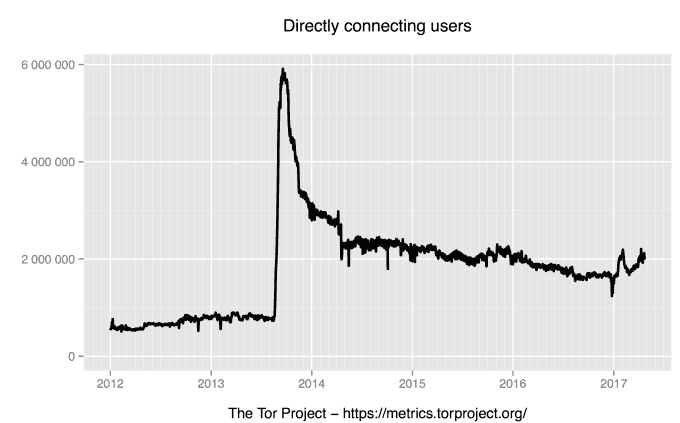 Directly connecting users
6 000 000
4 000 000
2 000 000
0
2012 2013 2014 2015 2016 2017
The Tor Project – https://metrics.torproject.org/